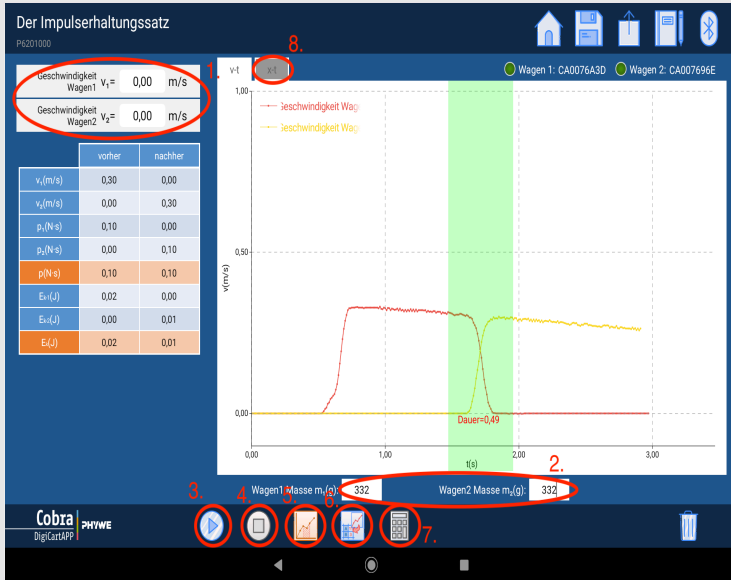 Der Impulserhaltungssatz
P6201000
8.
1.
Geschwindigkeit Wagen1 v₁= 0,00 m/s
Geschwindigkeit Wagen2 v₂= 0,00 m/s
v-t x-t
Wagen 1: CA0076A3D Wagen 2: CA007696E
vorher nachher
v₁(m/s) 0,30 0,00
v₂(m/s) 0,00 0,30
p₁(N·s) 0,10 0,00
p₂(N·s) 0,00 0,10
p(N·s) 0,10 0,10
Eₖ₁(J) 0,02 0,00
Eₖ₂(J) 0,00 0,01
Eₖ(J) 0,02 0,01
1,00
Geschwindigkeit Wag
Geschwindigkeit Wag
0,50
v(m/s)
0,00
Dauer=0,49
0,00 1,00 2,00 3,00
t(s)
2.
Wagen1 Masse m₁(g): 332 Wagen2 Masse m₂(g): 332
3. 4. 5. 6. 7.
Cobra
DigiCartAPP
PHYWE